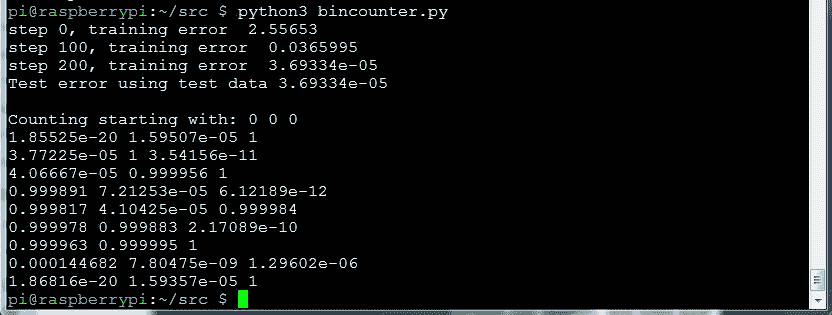 pi@raspberrypi:~/src $ python3 bincounter.py
step 0, training error  2.55653
step 100, training error  0.0365995
step 200, training error  3.69334e-05
Test error using test data 3.69334e-05
Counting starting with: 0 0 0
1.85525e-20 1.59507e-05 1
3.77225e-05 1 3.54156e-11
4.06667e-05 0.999956 1
0.999891 7.21253e-05 6.12189e-12
0.999817 4.10425e-05 0.999984
0.999978 0.999883 2.17089e-10
0.999963 0.999995 1
0.000144682 7.80475e-09 1.29602e-06
1.86816e-20 1.59357e-05 1
pi@raspberrypi:~/src $